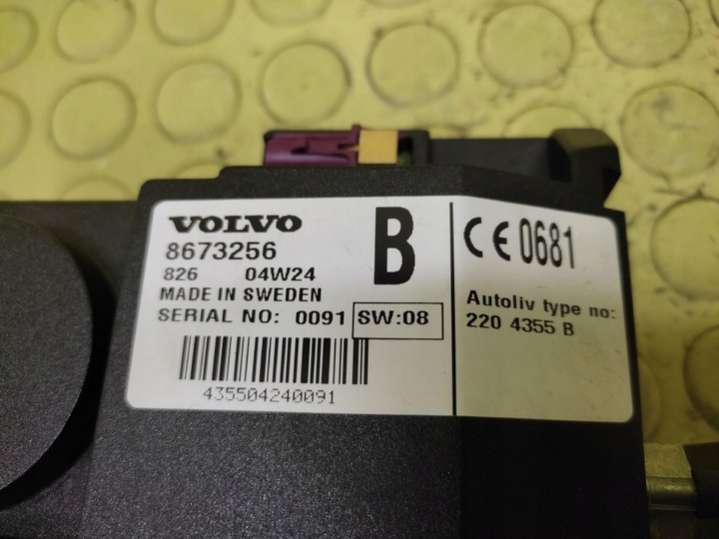 VOLVO
8673256
826 04W24
MADE IN SWEDEN
SERIAL NO: 0091 SW:08
435504240091
B
CE 0681
Autoliv type no:
220 4355 B